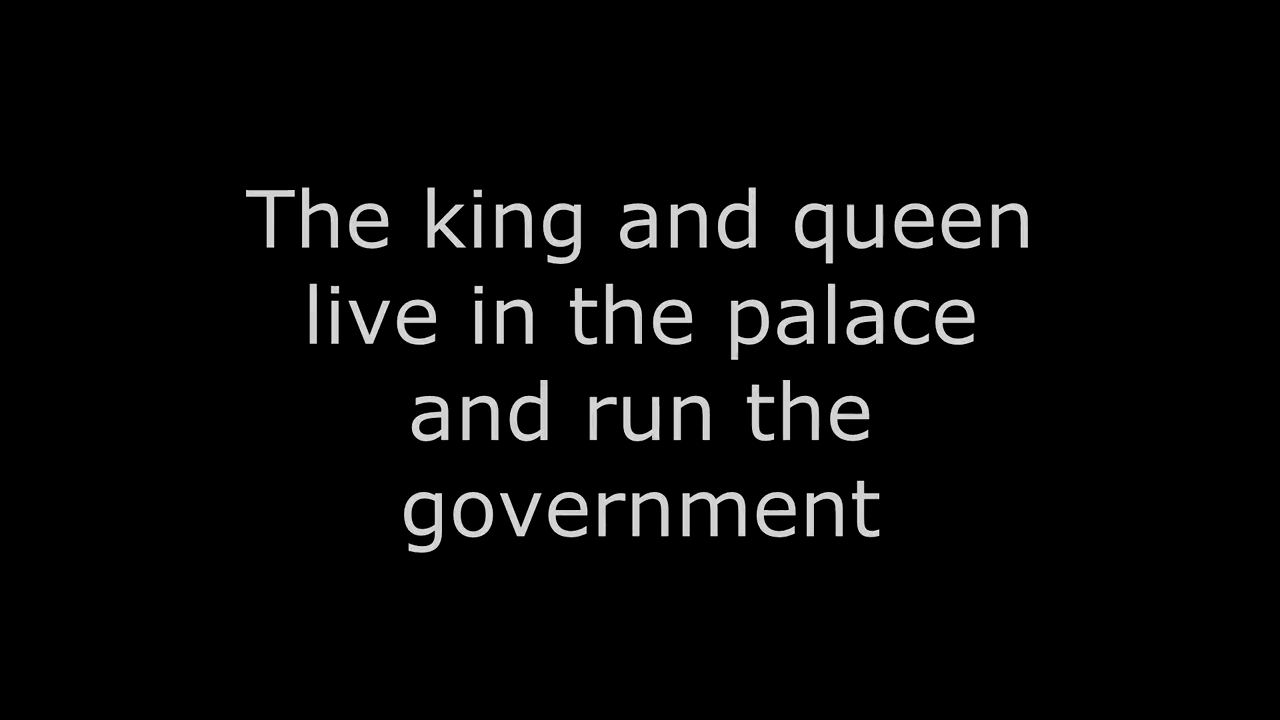 The king and queen
live in the palace
and run the
government